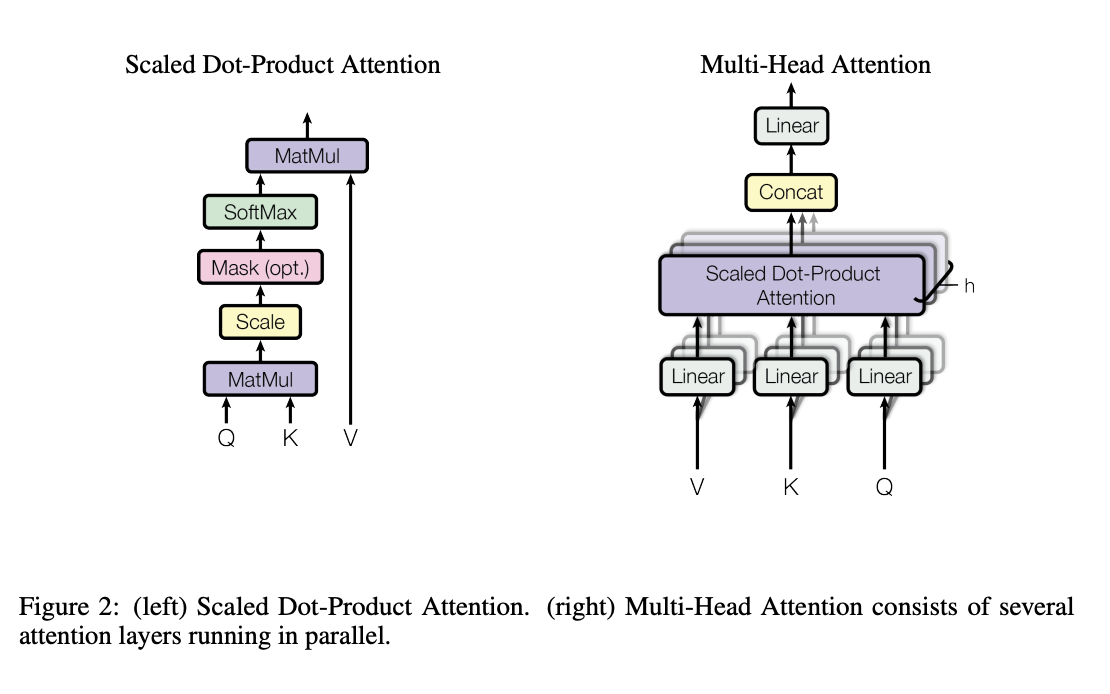 Scaled Dot-Product Attention
MatMul
SoftMax
Mask (opt.)
Scale
MatMul
Q K V
Multi-Head Attention
Linear
Concat
Scaled Dot-Product
Attention
h
Linear Linear Linear
V K Q
Figure 2: (left) Scaled Dot-Product Attention. (right) Multi-Head Attention consists of several
attention layers running in parallel.